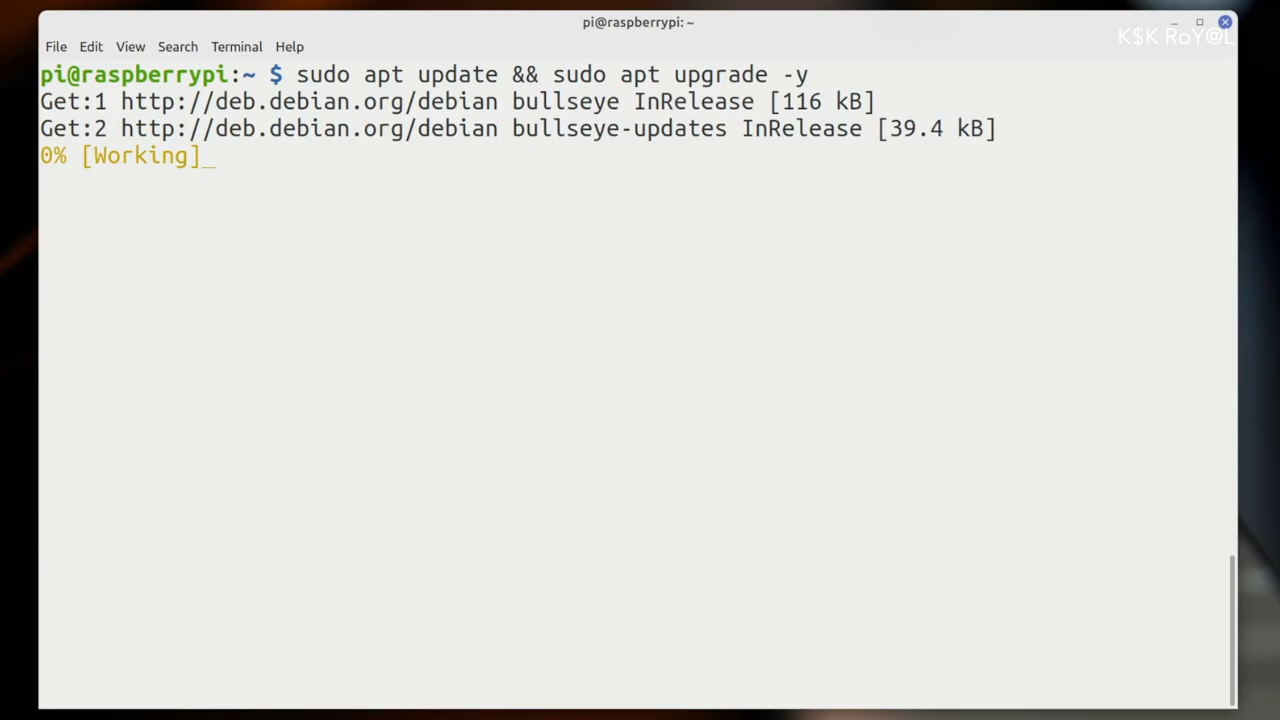 pi@raspberrypi: ~
K$K RoY@L
File Edit View Search Terminal Help
pi@raspberrypi:~ $ sudo apt update && sudo apt upgrade -y
Get:1 http://deb.debian.org/debian bullseye InRelease [116 kB]
Get:2 http://deb.debian.org/debian bullseye-updates InRelease [39.4 kB]
0% [Working]_